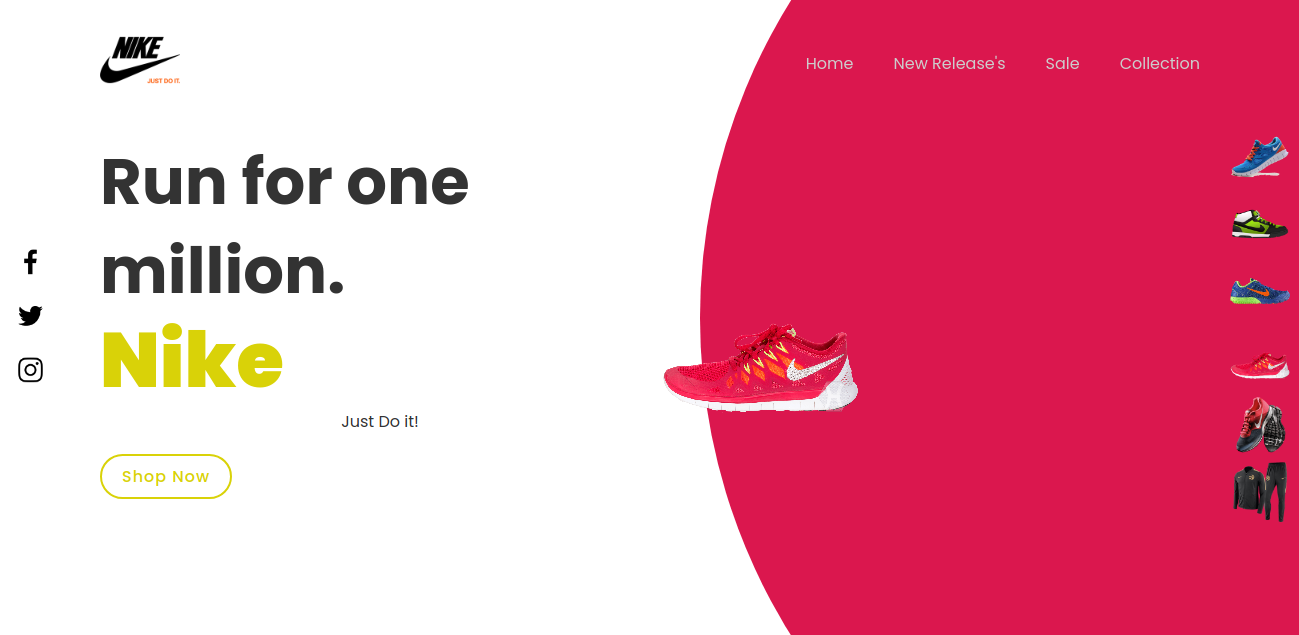 NIKE
JUST DO IT.
Home New Release's Sale Collection
Run for one
million.
Nike
Just Do it!
Shop Now